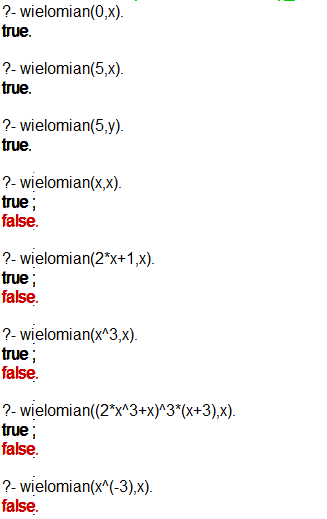 ?- wielomian(0,x).
true.
?- wielomian(5,x).
true.
?- wielomian(5,y).
true.
?- wielomian(x,x).
true ;
false.
?- wielomian(2*x+1,x).
true ;
false.
?- wielomian(x^3,x).
true ;
false.
?- wielomian((2*x^3+x)^3*(x+3),x).
true ;
false.
?- wielomian(x^(-3),x).
false.